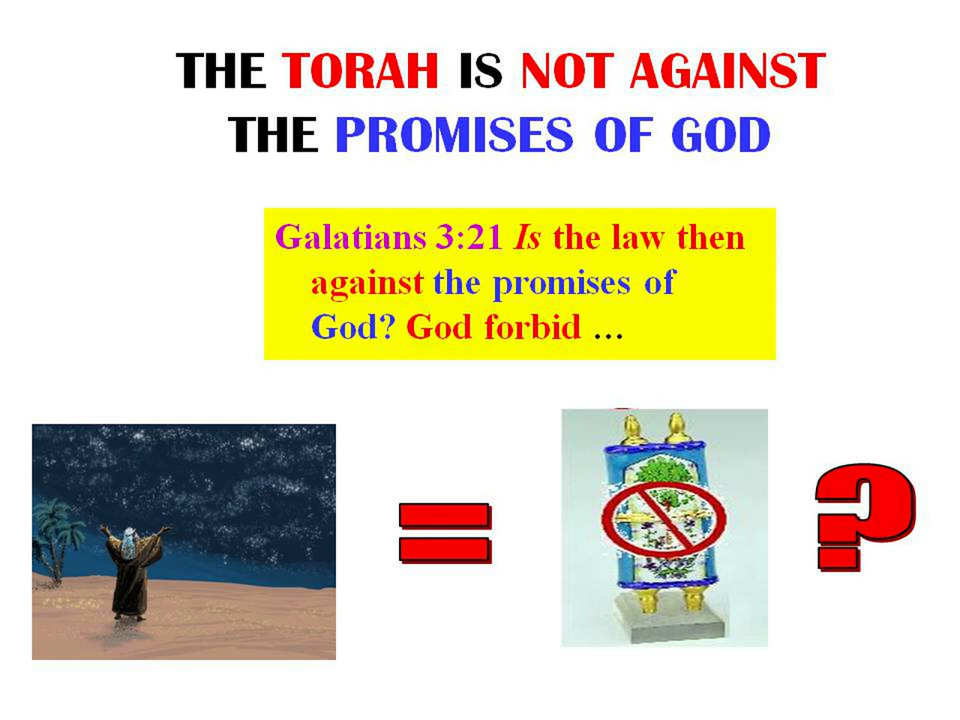 THE TORAH IS NOT AGAINST
THE PROMISES OF GOD
Galatians 3:21 Is the law then
against the promises of
God? God forbid …
=
?